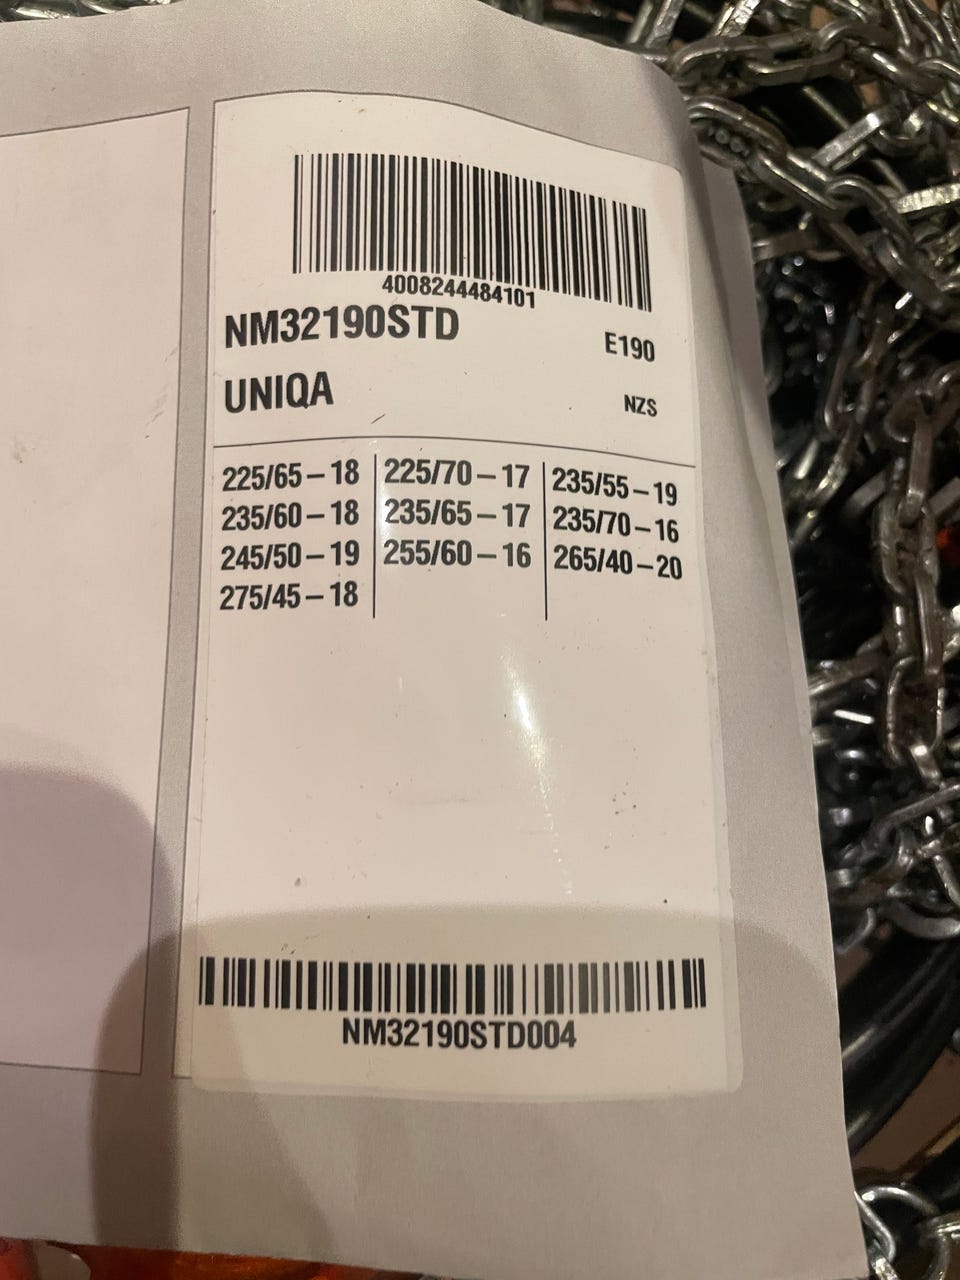 4008244484101
NM32190STD E190
UNIQA NZS
225/65–18 225/70–17 235/55–19
235/60–18 235/65–17 235/70–16
245/50–19 255/60–16 265/40–20
275/45–18
NM32190STD004